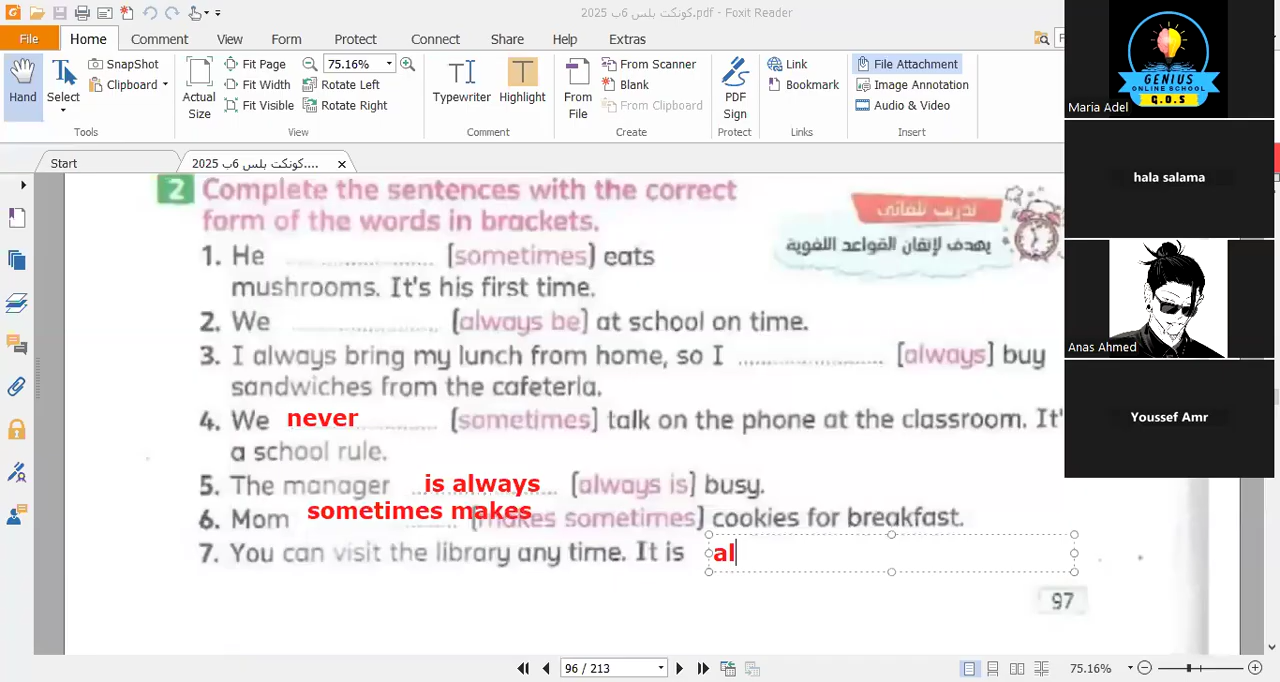 كونكت بلس 6ب 2025.pdf - Foxit Reader
File Home Comment View Form Protect Connect Share Help Extras
Hand
Select
SnapShot
Clipboard
Actual Size
Fit Page
Fit Width
Fit Visible
75.16%
Rotate Left
Rotate Right
Typewriter
Highlight
From File
From Scanner
Blank
From Clipboard
PDF Sign
Link
Bookmark
File Attachment
Image Annotation
Audio & Video
Tools View Comment Create Protect Links Insert
Start
كونكت بلس 6ب 2025....
2 Complete the sentences with the correct
form of the words in brackets.
تدريب تلقائى
يهدف لإتقان القواعد اللغوية
1. He .................... [sometimes] eats
mushrooms. It's his first time.
2. We .................... [always be] at school on time.
3. I always bring my lunch from home, so I .................... [always] buy
sandwiches from the cafeteria.
4. We never .......... [sometimes] talk on the phone at the classroom. It'
a school rule.
5. The manager is always [always is] busy.
6. Mom sometimes makes [makes sometimes] cookies for breakfast.
7. You can visit the library any time. It is al
97
96 / 213
75.16%
GENIUS
ONLINE SCHOOL
G.O.S
Maria Adel
hala salama
Anas Ahmed
Youssef Amr